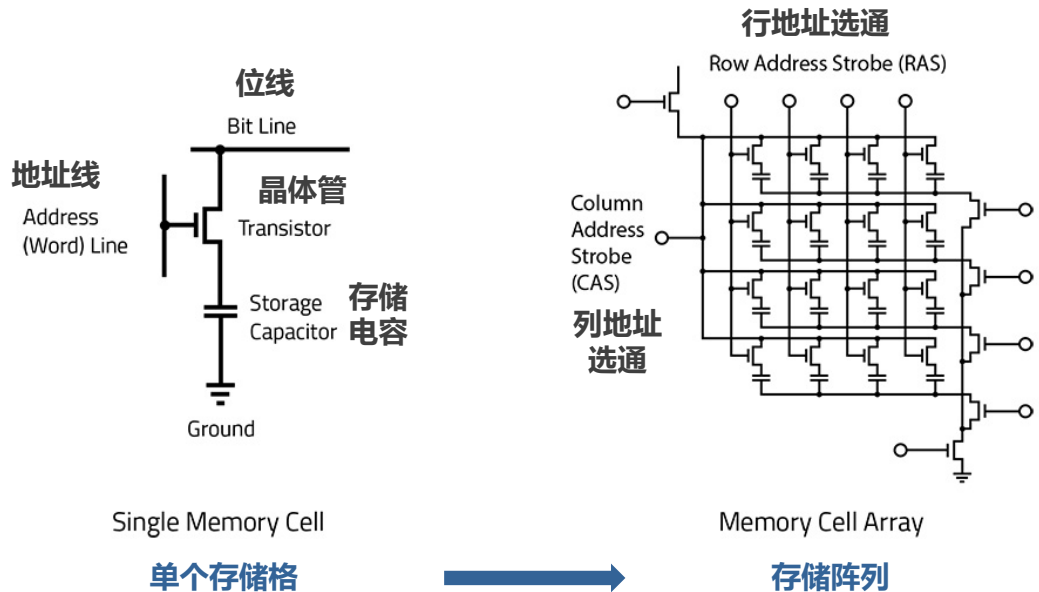 位线
Bit Line
地址线
Address
(Word) Line
晶体管
Transistor
Storage
Capacitor
存储
电容
Ground
Single Memory Cell
单个存储格
行地址选通
Row Address Strobe (RAS)
Column
Address
Strobe
(CAS)
列地址
选通
Memory Cell Array
存储阵列